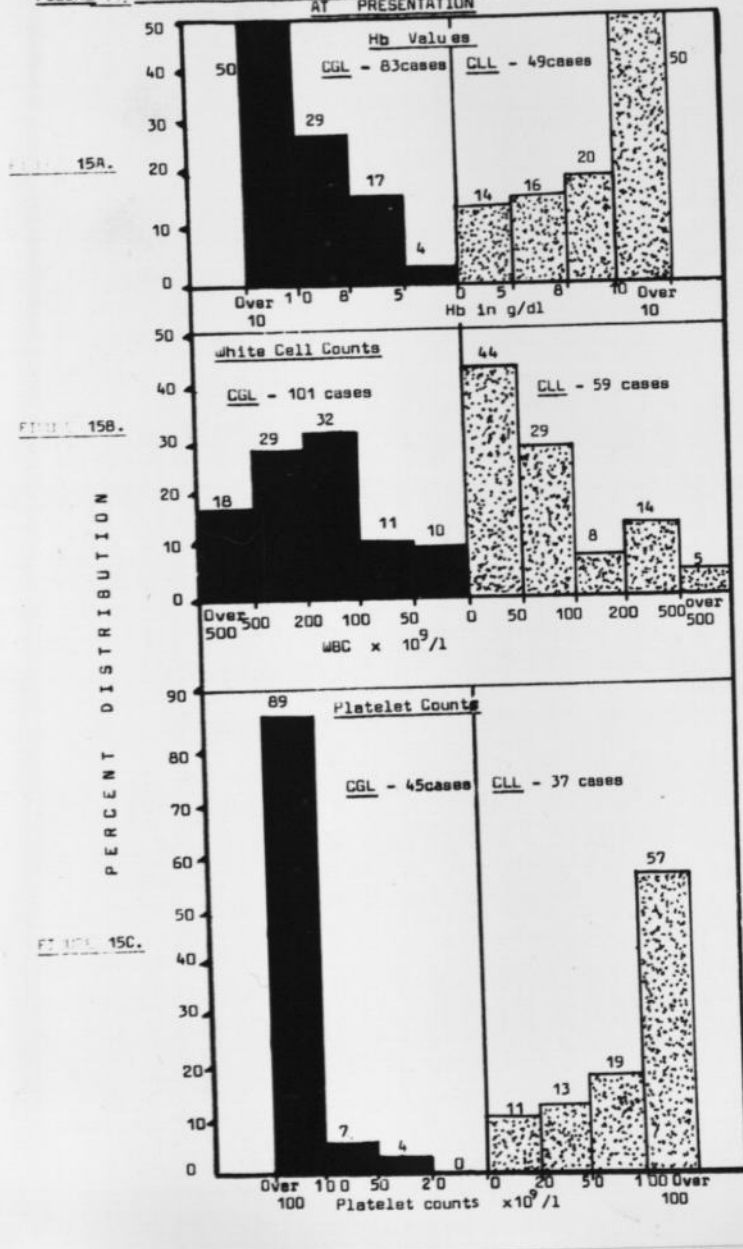 AT PRESENTATION
Hb Values
CGL - 83cases CLL - 49cases
50
40
30
20
10
0
50
29
17
4
14
16
20
50
15A.
Over 10 10 8 5 0 5 8 10 Over 10
Hb in g/dl
White Cell Counts
CGL - 101 cases
CLL - 59 cases
50
40
30
20
10
0
18
29
32
11
10
44
29
8
14
5
15B.
Over 500 500 200 100 50 0 50 100 200 500 over 500
WBC x 10⁹/l
PERCENT DISTRIBUTION
Platelet Counts
CGL - 45cases CLL - 37 cases
90
80
70
60
50
40
30
20
10
0
89
7
4
0
11
13
19
57
15C.
Over 100 100 50 20 0 20 50 100 Over 100
Platelet counts x10⁹/l